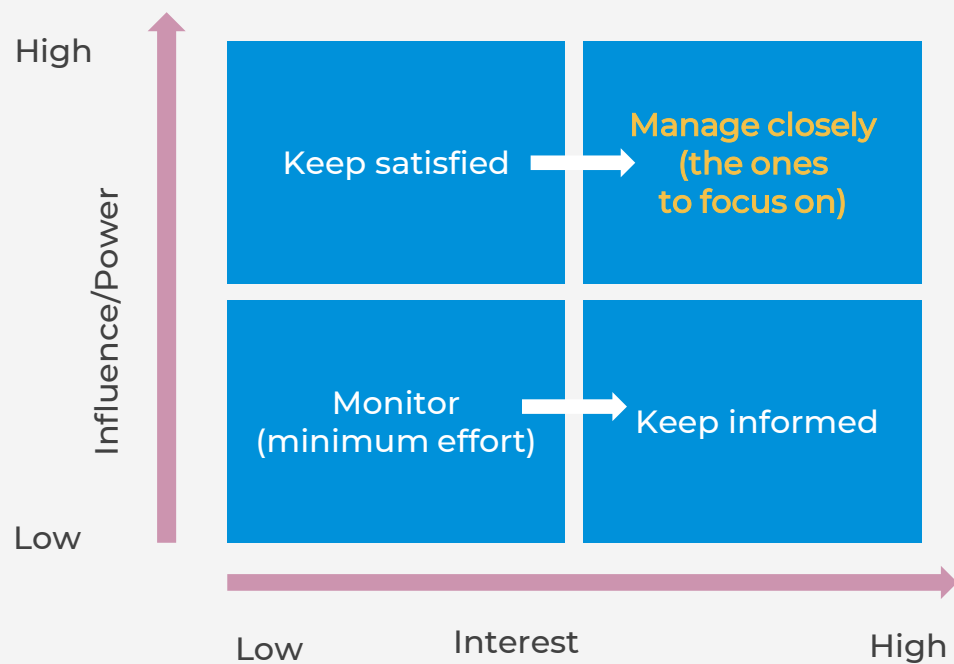 High
Keep satisfied
Manage closely
(the ones
to focus on)
Influence/Power
Monitor
(minimum effort)
Keep informed
Low
Low
Interest
High